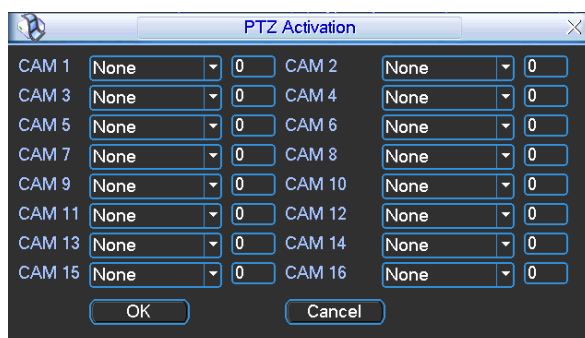 PTZ Activation
CAM 1 None 0 CAM 2 None 0
CAM 3 None 0 CAM 4 None 0
CAM 5 None 0 CAM 6 None 0
CAM 7 None 0 CAM 8 None 0
CAM 9 None 0 CAM 10 None 0
CAM 11 None 0 CAM 12 None 0
CAM 13 None 0 CAM 14 None 0
CAM 15 None 0 CAM 16 None 0
OK Cancel